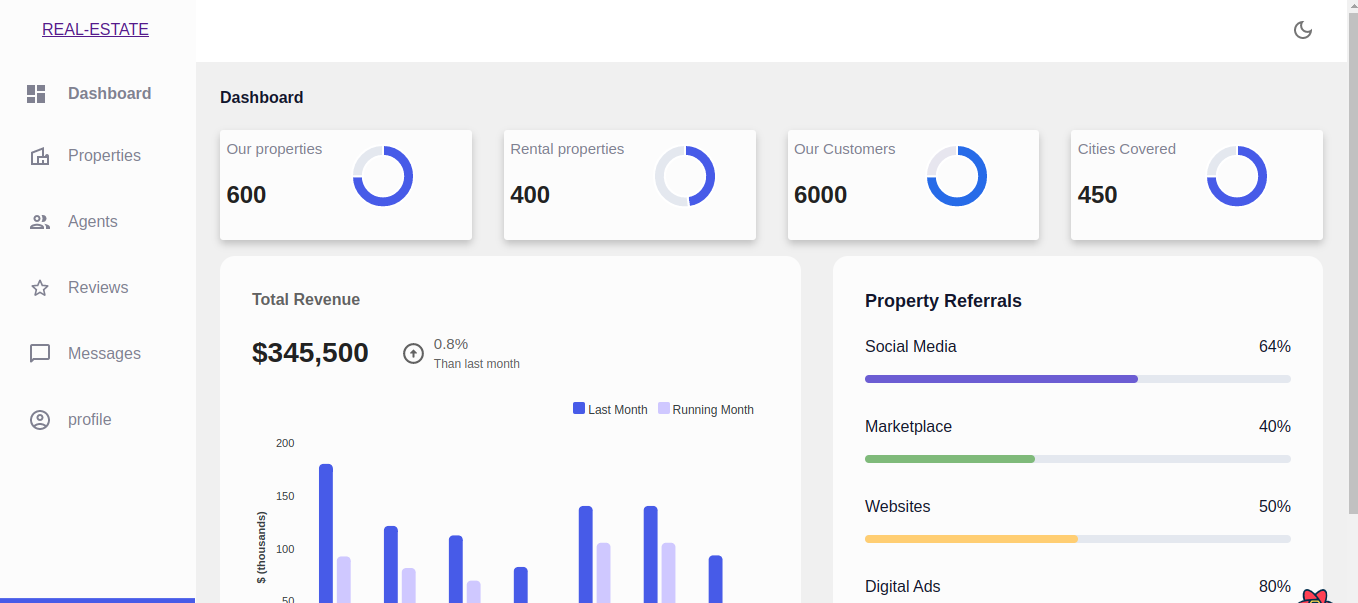 REAL-ESTATE
Dashboard
Properties
Agents
Reviews
Messages
profile
Dashboard
Our properties
600
Rental properties
400
Our Customers
6000
Cities Covered
450
Total Revenue
$345,500
0.8%
Than last month
Last Month Running Month
200
150
100
50
$ (thousands)
Property Referrals
Social Media 64%
Marketplace 40%
Websites 50%
Digital Ads 80%